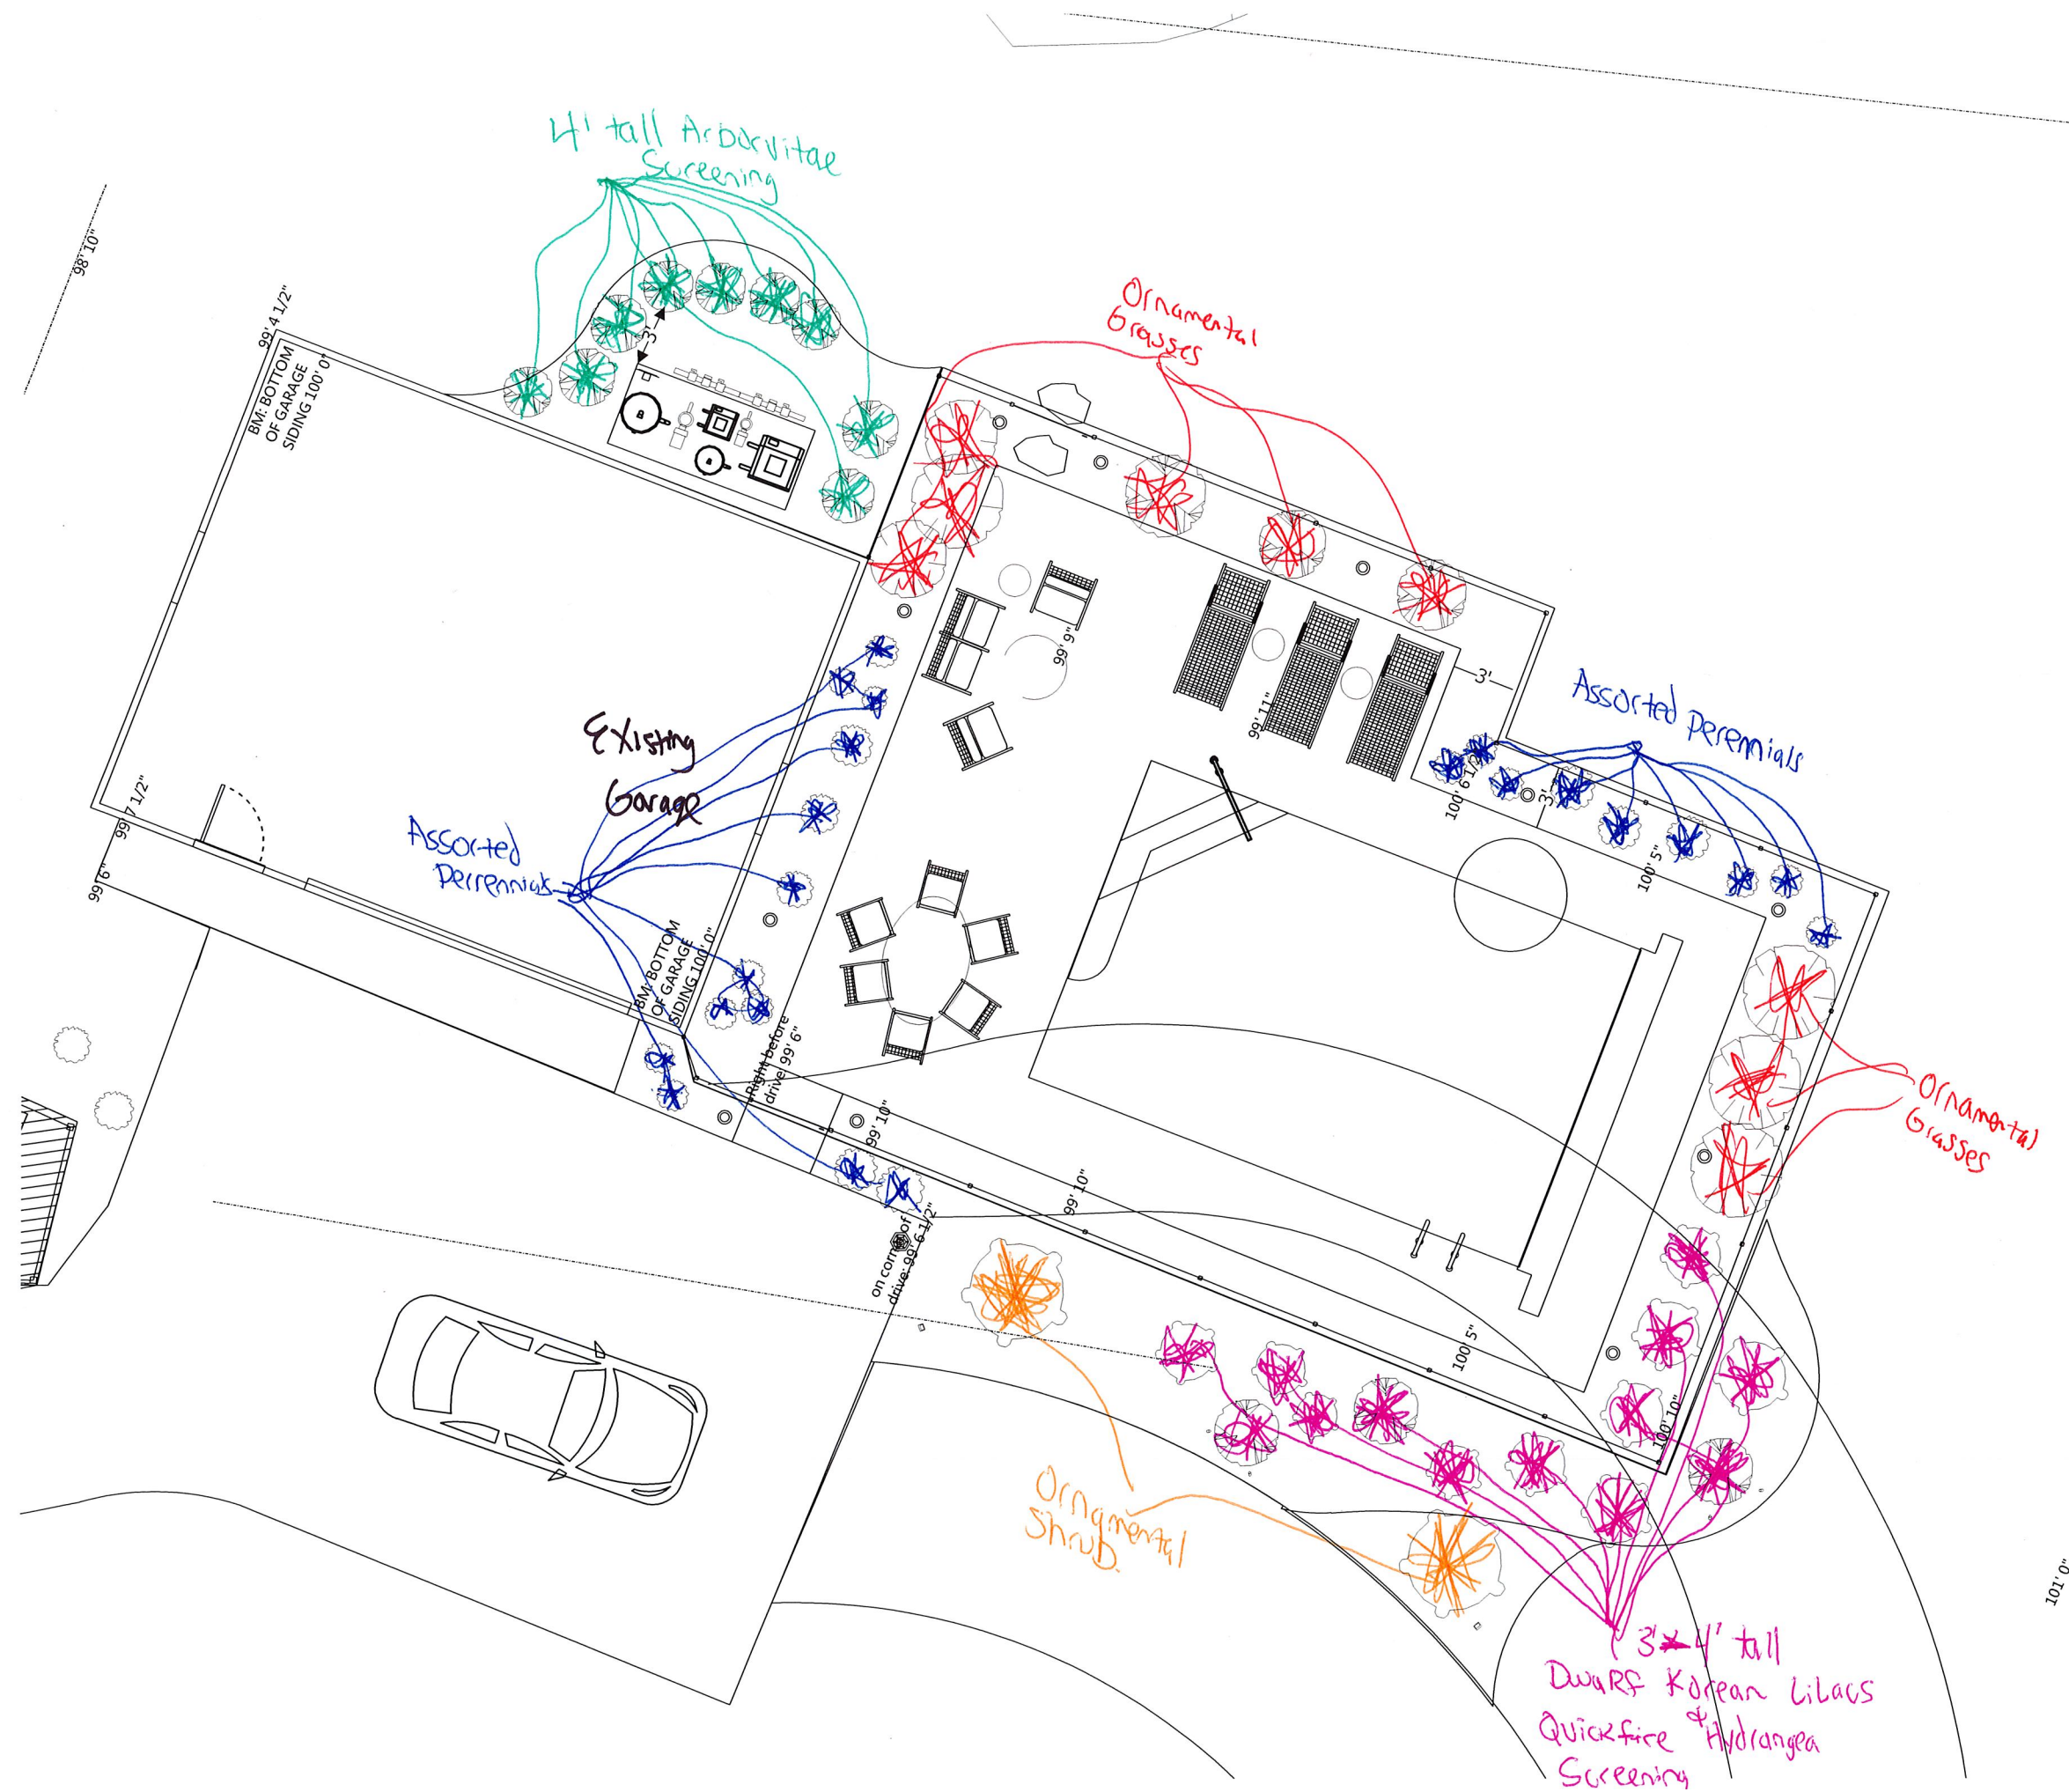 4' tall Arborvitae
Screening
98' 10"
99' 4 1/2"
BM: BOTTOM
OF GARAGE
SIDING 100' 0"
3'
Ornamental
Grasses
99' 9"
99' 11"
3'
Assorted Perennials
100' 6 1/2"
3'
100' 5"
Existing
Garage
Assorted
Perrennials
99' 7 1/2"
99' 6"
BM: BOTTOM
OF GARAGE
SIDING 100' 0"
Right before
drive: 99' 6"
99' 10"
99' 10"
on corner of
drive: 99' 6 1/2"
100' 5"
100' 10"
Ornamental
Grasses
Ornamental
Shrub.
101' 0"
3' 4' tall
Dwarf Korean Lilacs
&
Quickfire Hydrangea
Screening